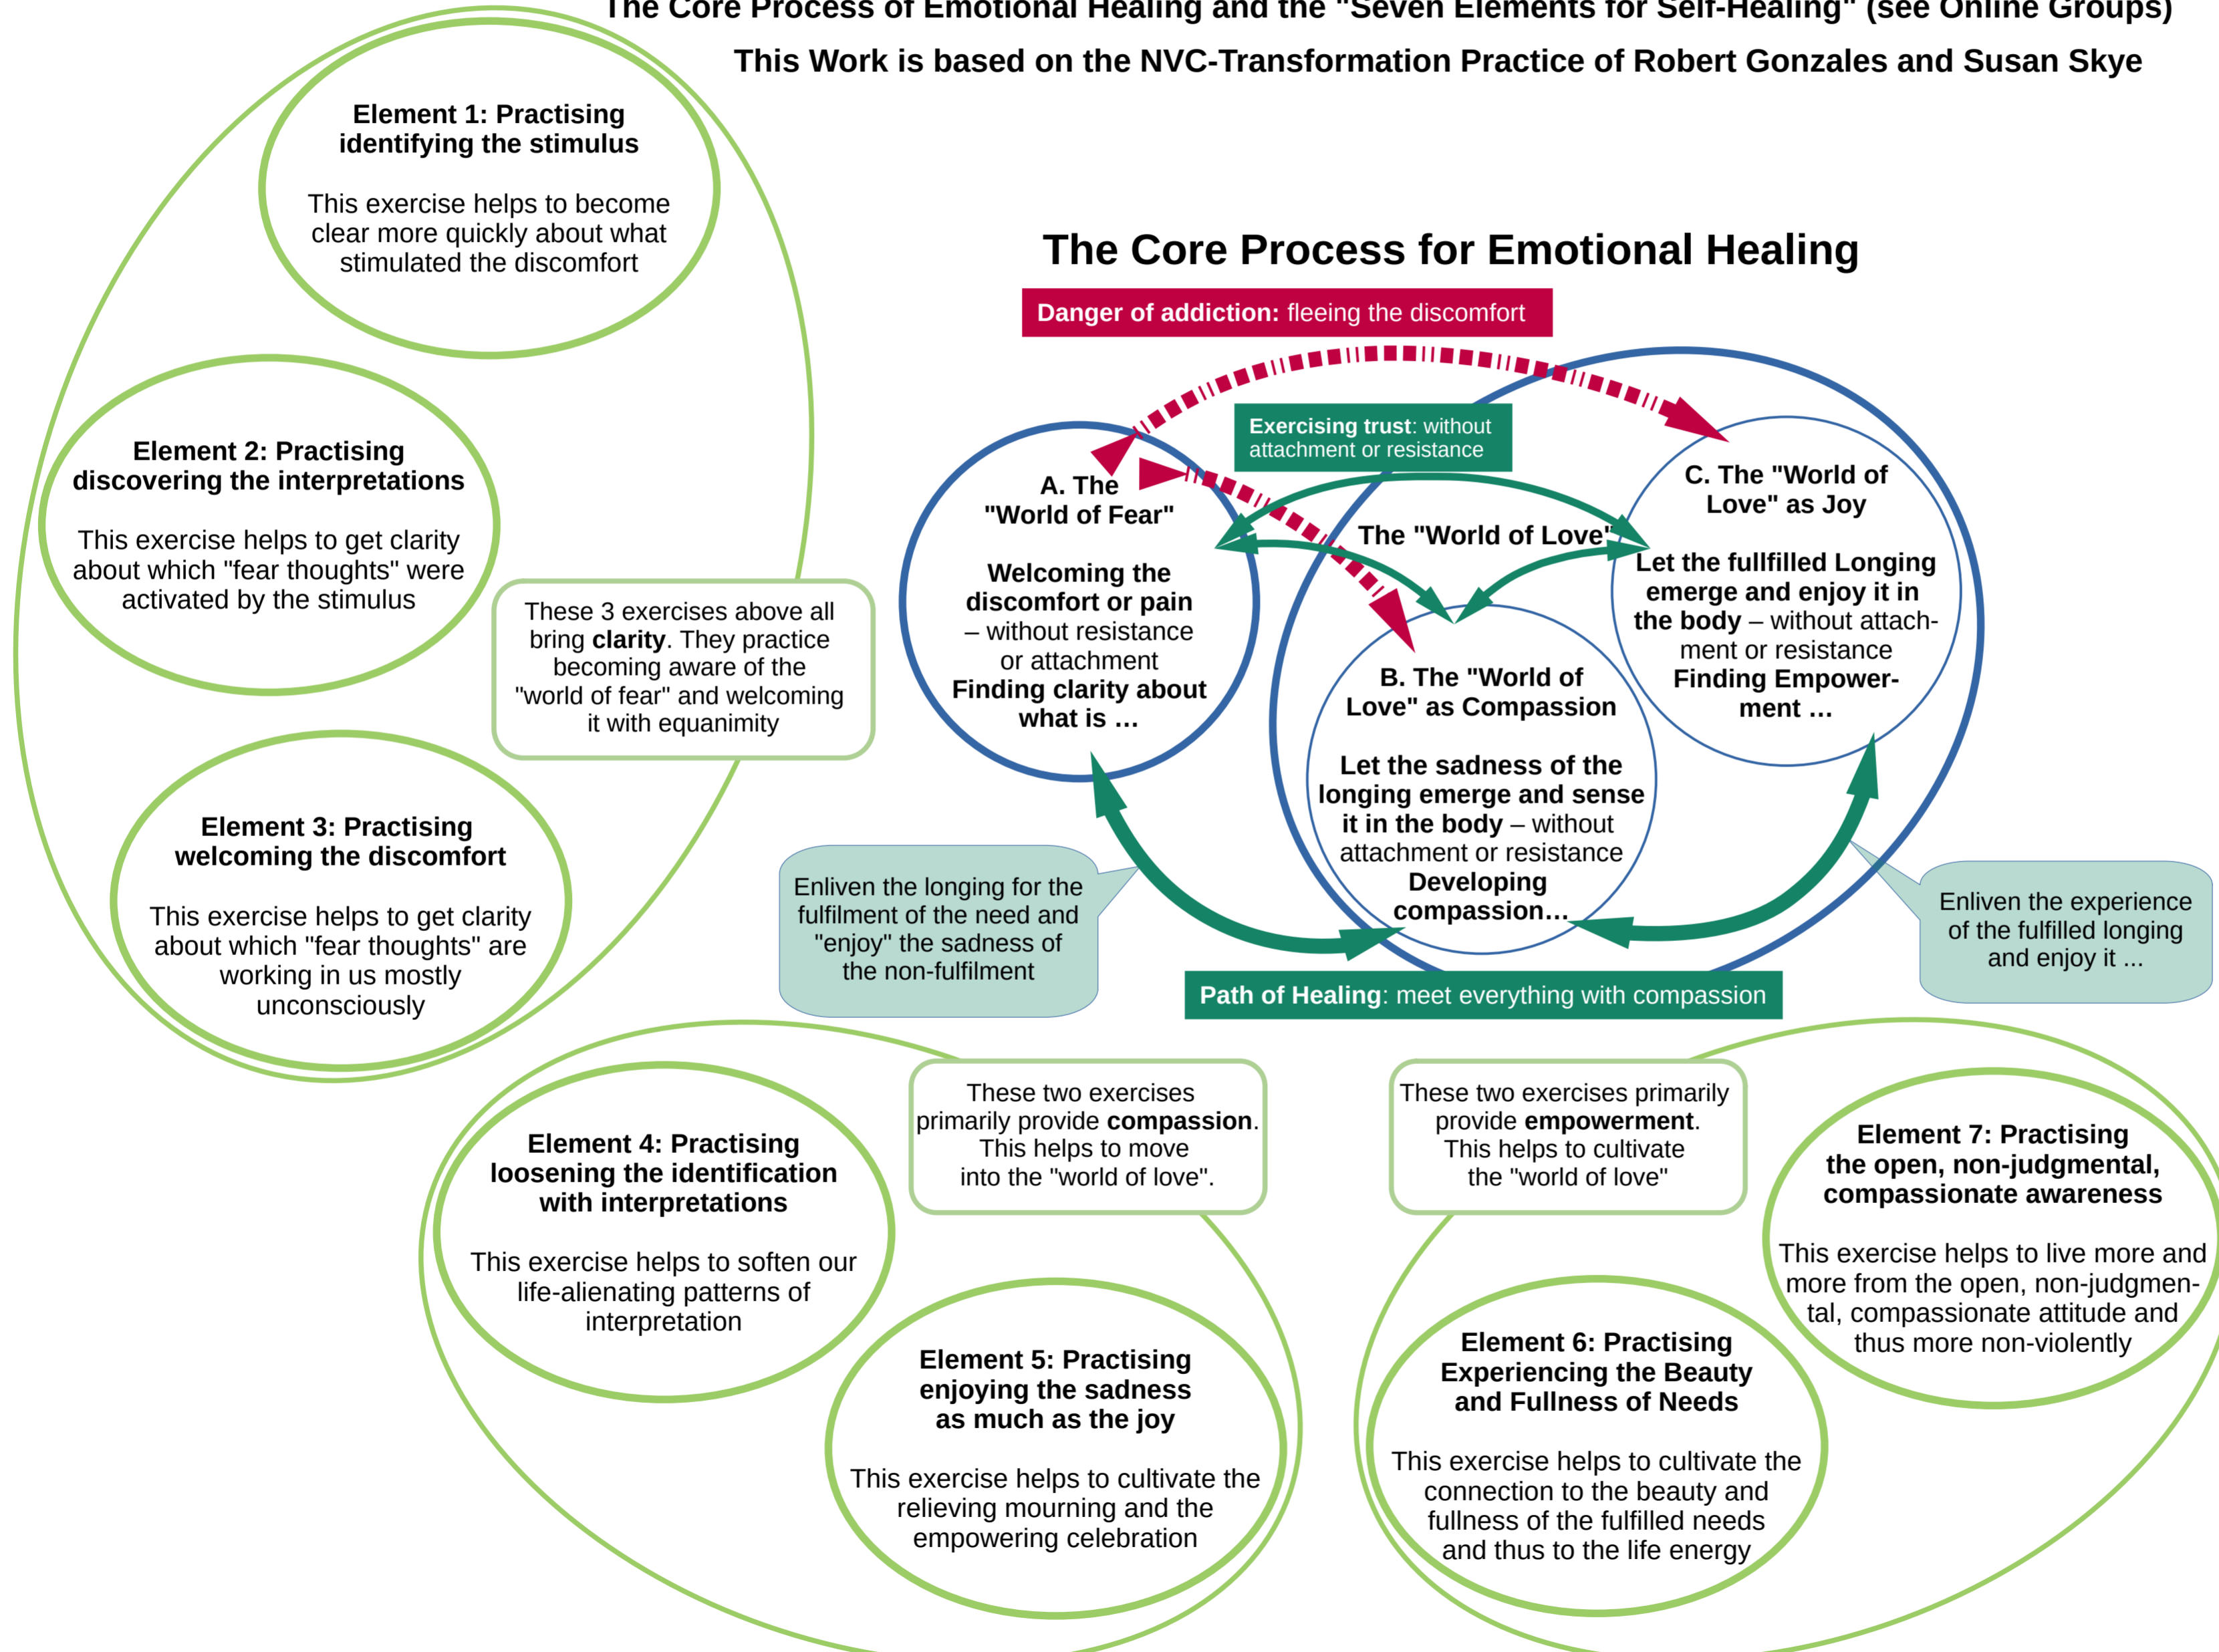 The Core Process of Emotional Healing and the "Seven Elements for Self-Healing" (see Online Groups)
This Work is based on the NVC-Transformation Practice of Robert Gonzales and Susan Skye
Element 1: Practising
identifying the stimulus
This exercise helps to become
clear more quickly about what
stimulated the discomfort
Element 2: Practising
discovering the interpretations
This exercise helps to get clarity
about which "fear thoughts" were
activated by the stimulus
These 3 exercises above all
bring clarity. They practice
becoming aware of the
"world of fear" and welcoming
it with equanimity
Element 3: Practising
welcoming the discomfort
This exercise helps to get clarity
about which "fear thoughts" are
working in us mostly
unconsciously
The Core Process for Emotional Healing
Danger of addiction: fleeing the discomfort
Exercising trust: without
attachment or resistance
A. The
"World of Fear"
Welcoming the
discomfort or pain
– without resistance
or attachment
Finding clarity about
what is …
The "World of Love"
C. The "World of
Love" as Joy
Let the fullfilled Longing
emerge and enjoy it in
the body – without attach-
ment or resistance
Finding Empower-
ment …
B. The "World of
Love" as Compassion
Let the sadness of the
longing emerge and sense
it in the body – without
attachment or resistance
Developing
compassion…
Enliven the longing for the
fulfilment of the need and
"enjoy" the sadness of
the non-fulfilment
Enliven the experience
of the fulfilled longing
and enjoy it ...
Path of Healing: meet everything with compassion
Element 4: Practising
loosening the identification
with interpretations
This exercise helps to soften our
life-alienating patterns of
interpretation
These two exercises
primarily provide compassion.
This helps to move
into the "world of love".
Element 5: Practising
enjoying the sadness
as much as the joy
This exercise helps to cultivate the
relieving mourning and the
empowering celebration
These two exercises primarily
provide empowerment.
This helps to cultivate
the "world of love"
Element 6: Practising
Experiencing the Beauty
and Fullness of Needs
This exercise helps to cultivate the
connection to the beauty and
fullness of the fulfilled needs
and thus to the life energy
Element 7: Practising
the open, non-judgmental,
compassionate awareness
This exercise helps to live more and
more from the open, non-judgmen-
tal, compassionate attitude and
thus more non-violently